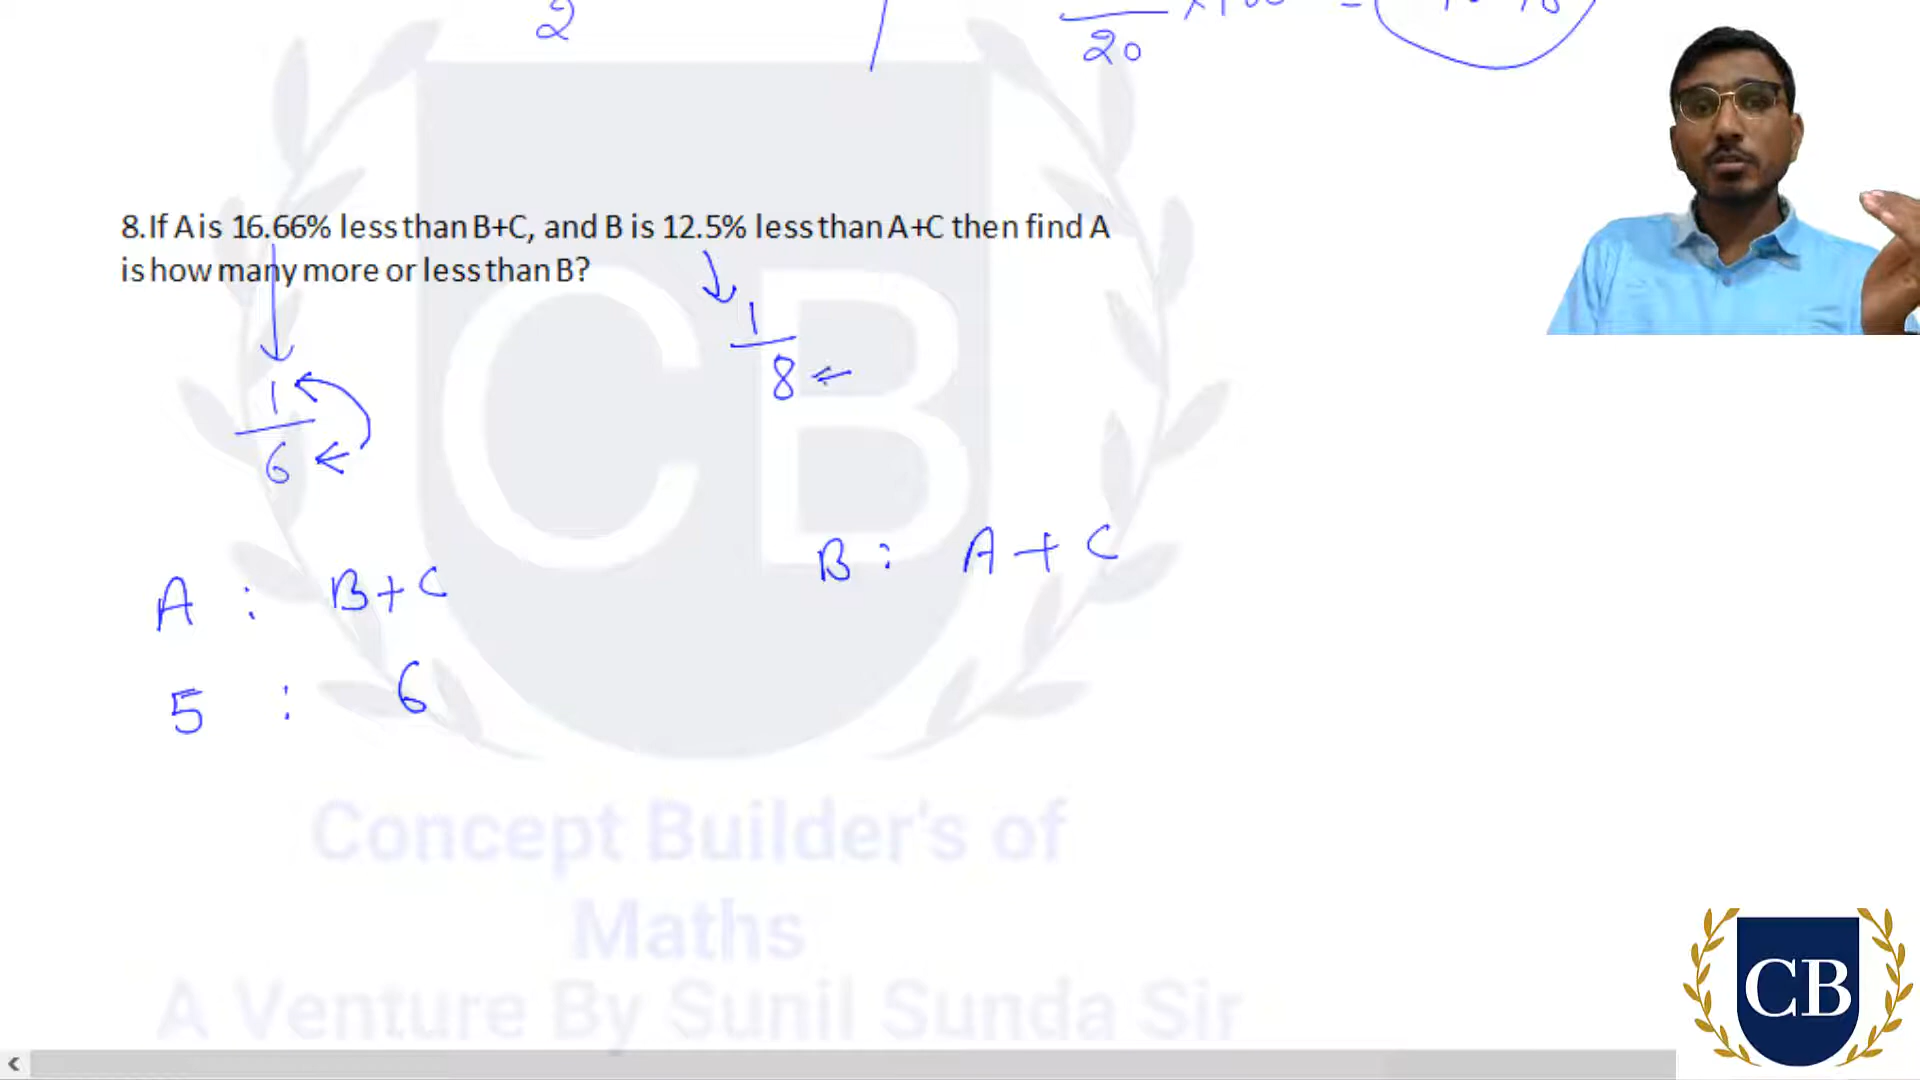 2
20
8.If A is 16.66% less than B+C, and B is 12.5% less than A+C then find A
is how many more or less than B?
1
8
1
6
B : A + C
A : B+C
5 : 6
Concept Builder's of
Maths
A Venture By Sunil Sunda Sir
CB
CB